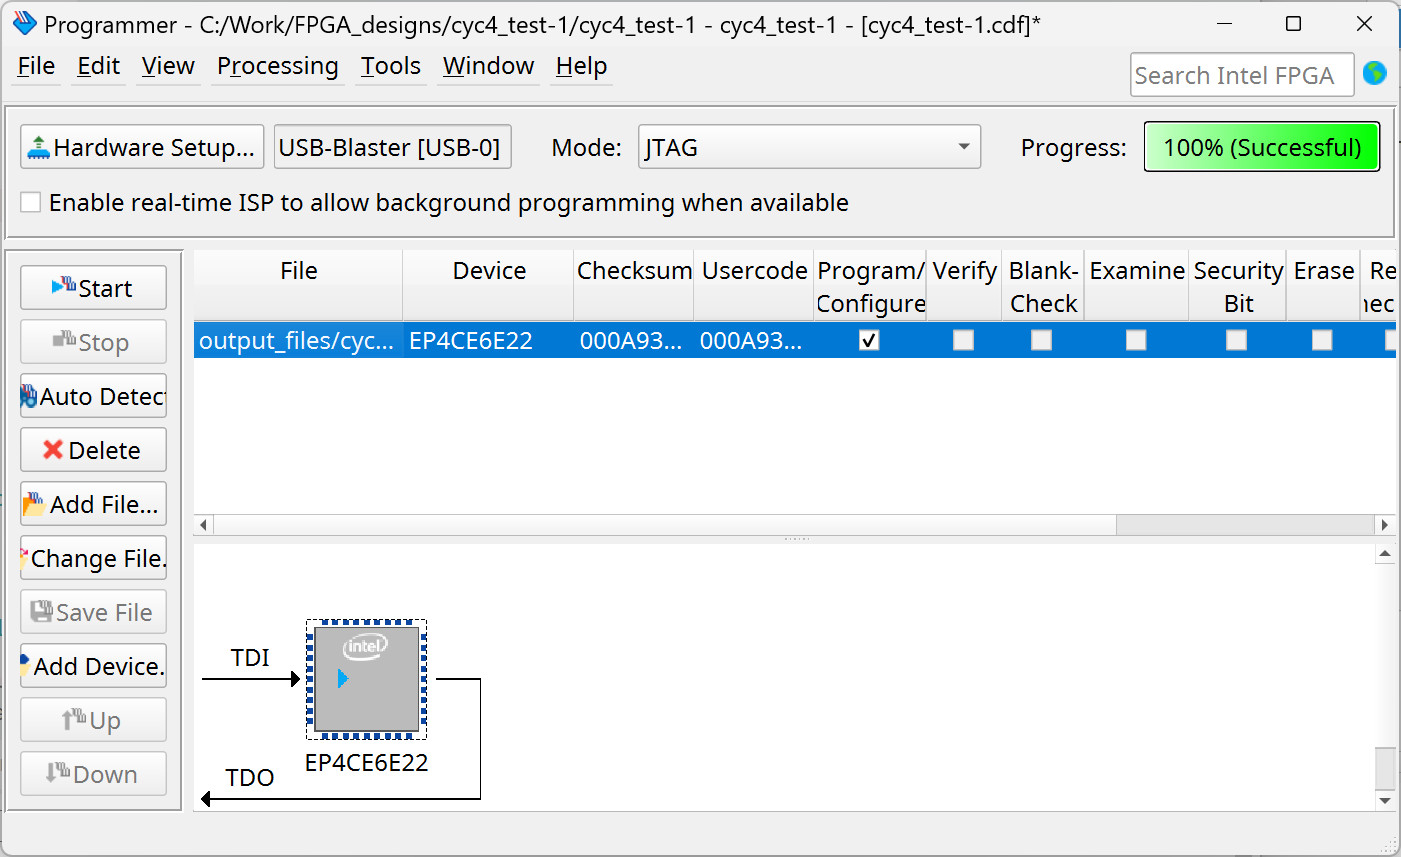 Programmer - C:/Work/FPGA_designs/cyc4_test-1/cyc4_test-1 - cyc4_test-1 - [cyc4_test-1.cdf]*
File Edit View Processing Tools Window Help
Search Intel FPGA
Hardware Setup... USB-Blaster [USB-0] Mode: JTAG Progress: 100% (Successful)
Enable real-time ISP to allow background programming when available
Start
Stop
Auto Detect
Delete
Add File...
Change File.
Save File
Add Device.
Up
Down
File Device Checksum Usercode Program/ Verify Blank- Examine Security Erase
Configure Check Bit
output_files/cyc... EP4CE6E22 000A93... 000A93...
TDI
intel
EP4CE6E22
TDO